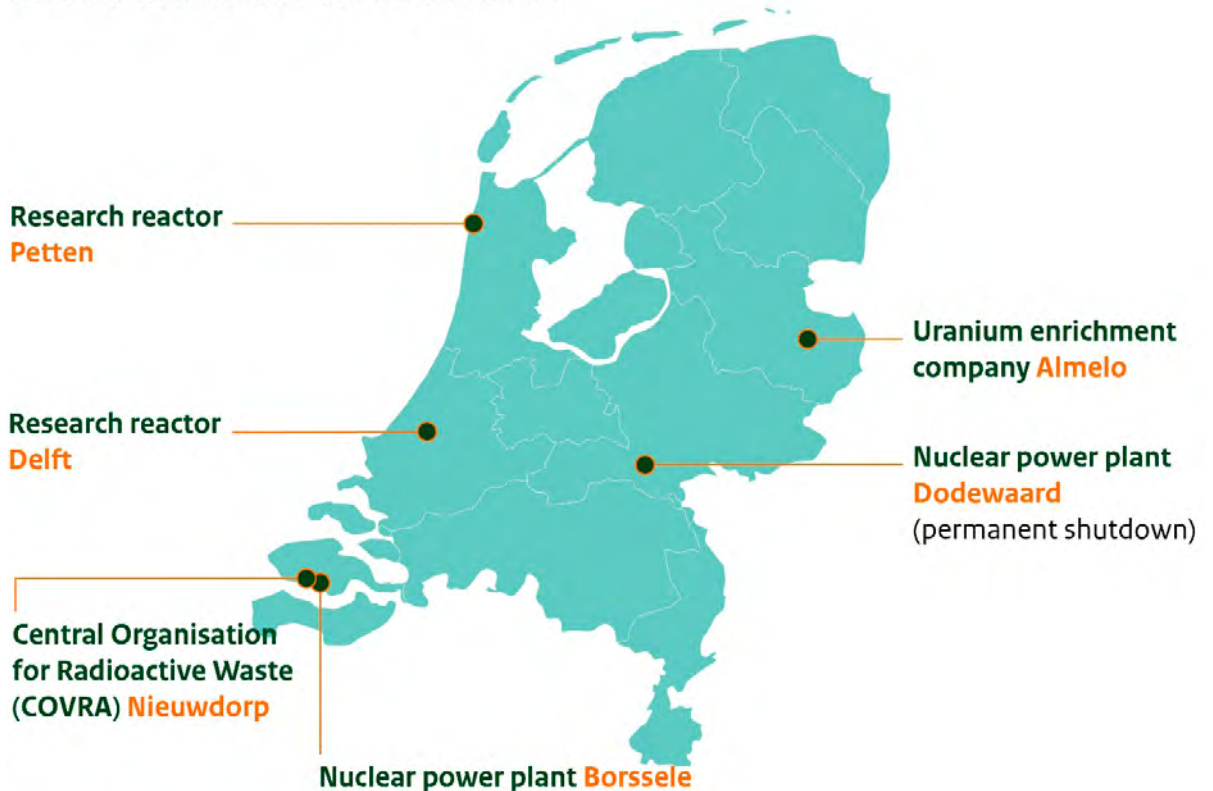 Research reactor
Petten
Uranium enrichment
company Almelo
Research reactor
Delft
Nuclear power plant
Dodewaard
(permanent shutdown)
Central Organisation
for Radioactive Waste
(COVRA) Nieuwdorp
Nuclear power plant Borssele